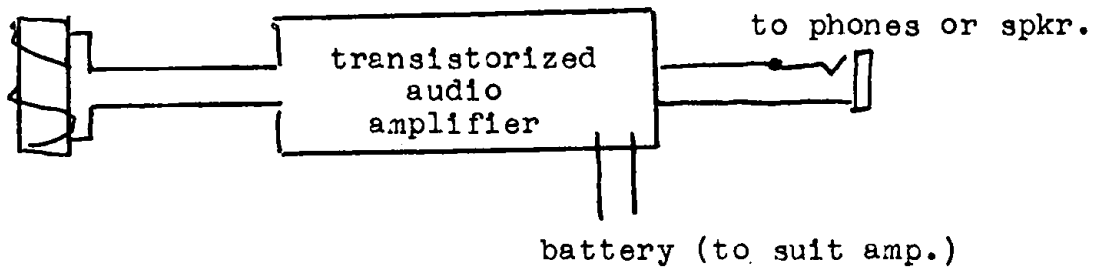 to phones or spkr.
transistorized
audio
amplifier
battery (to suit amp.)